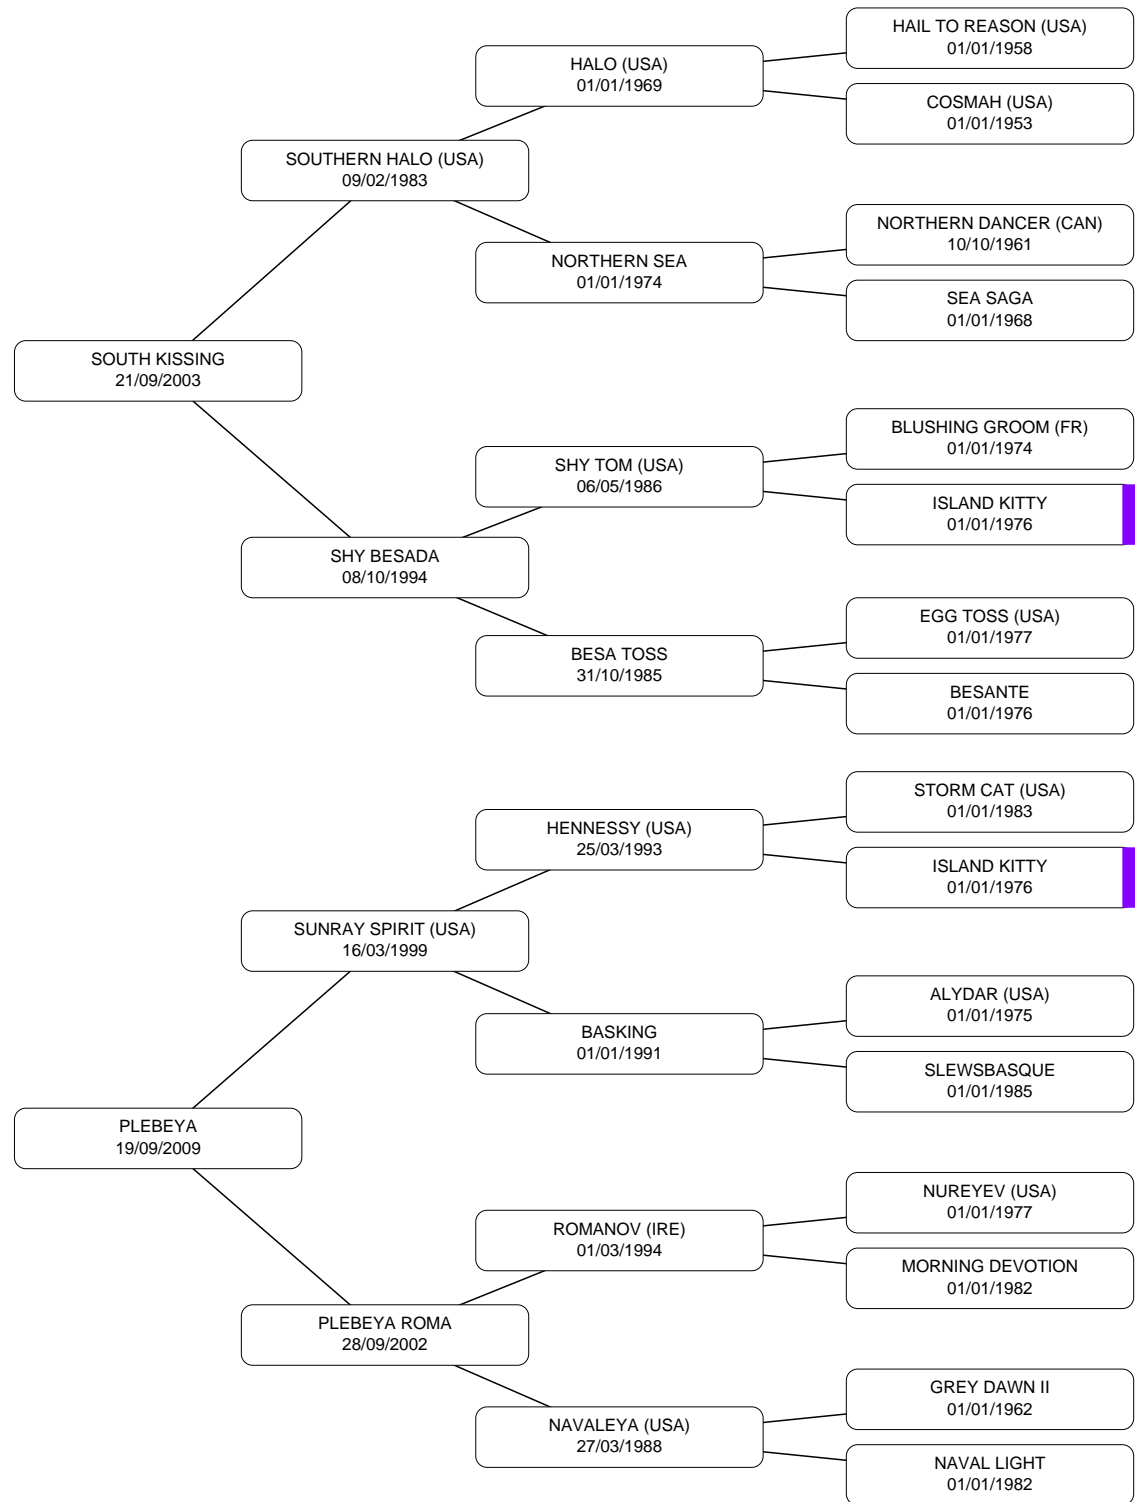 HAIL TO REASON (USA)
01/01/1958
HALO (USA)
01/01/1969
COSMAH (USA)
01/01/1953
SOUTHERN HALO (USA)
09/02/1983
NORTHERN DANCER (CAN)
10/10/1961
NORTHERN SEA
01/01/1974
SEA SAGA
01/01/1968
SOUTH KISSING
21/09/2003
BLUSHING GROOM (FR)
01/01/1974
SHY TOM (USA)
06/05/1986
ISLAND KITTY
01/01/1976
SHY BESADA
08/10/1994
EGG TOSS (USA)
01/01/1977
BESA TOSS
31/10/1985
BESANTE
01/01/1976
STORM CAT (USA)
01/01/1983
HENNESSY (USA)
25/03/1993
ISLAND KITTY
01/01/1976
SUNRAY SPIRIT (USA)
16/03/1999
ALYDAR (USA)
01/01/1975
BASKING
01/01/1991
SLEWSBASQUE
01/01/1985
PLEBEYA
19/09/2009
NUREYEV (USA)
01/01/1977
ROMANOV (IRE)
01/03/1994
MORNING DEVOTION
01/01/1982
PLEBEYA ROMA
28/09/2002
GREY DAWN II
01/01/1962
NAVALEYA (USA)
27/03/1988
NAVAL LIGHT
01/01/1982